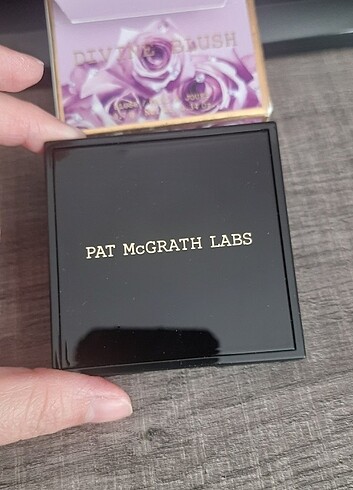 DIVINE BLUSH
PAT McGRATH LABS